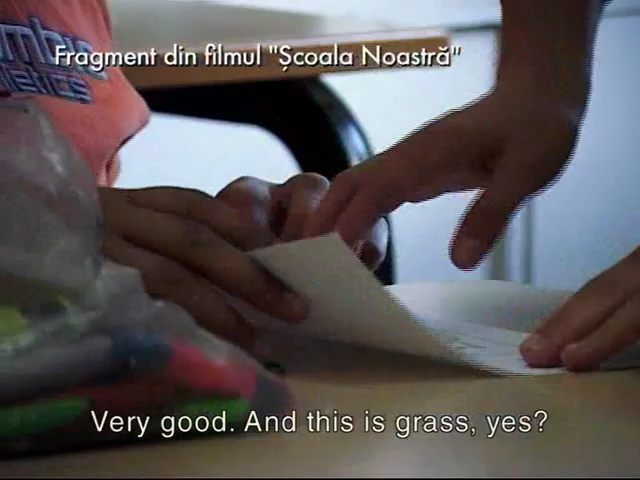 Fragment din filmul "Școala Noastră"
Very good. And this is grass, yes?